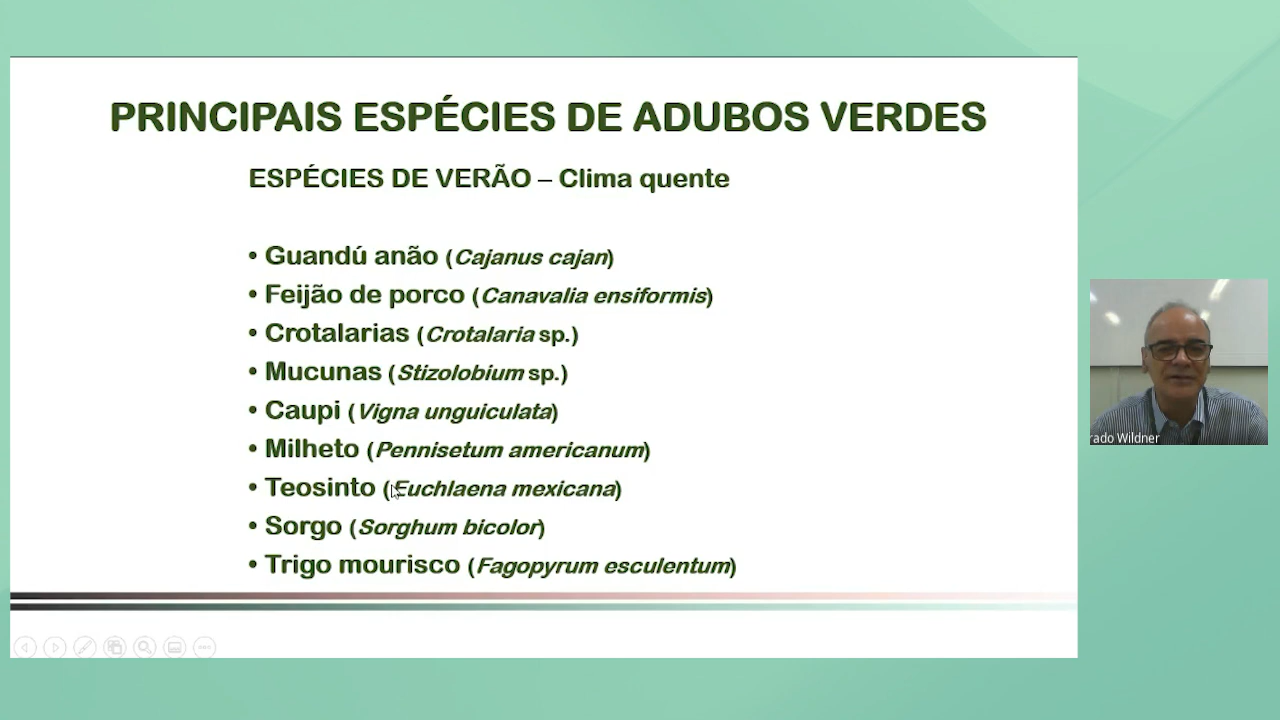 PRINCIPAIS ESPÉCIES DE ADUBOS VERDES
ESPÉCIES DE VERÃO – Clima quente
• Guandú anão (Cajanus cajan)
• Feijão de porco (Canavalia ensiformis)
• Crotalarias (Crotalaria sp.)
• Mucunas (Stizolobium sp.)
• Caupi (Vigna unguiculata)
• Milheto (Pennisetum americanum)
• Teosinto (Euchlaena mexicana)
• Sorgo (Sorghum bicolor)
• Trigo mourisco (Fagopyrum esculentum)
rado Wildner